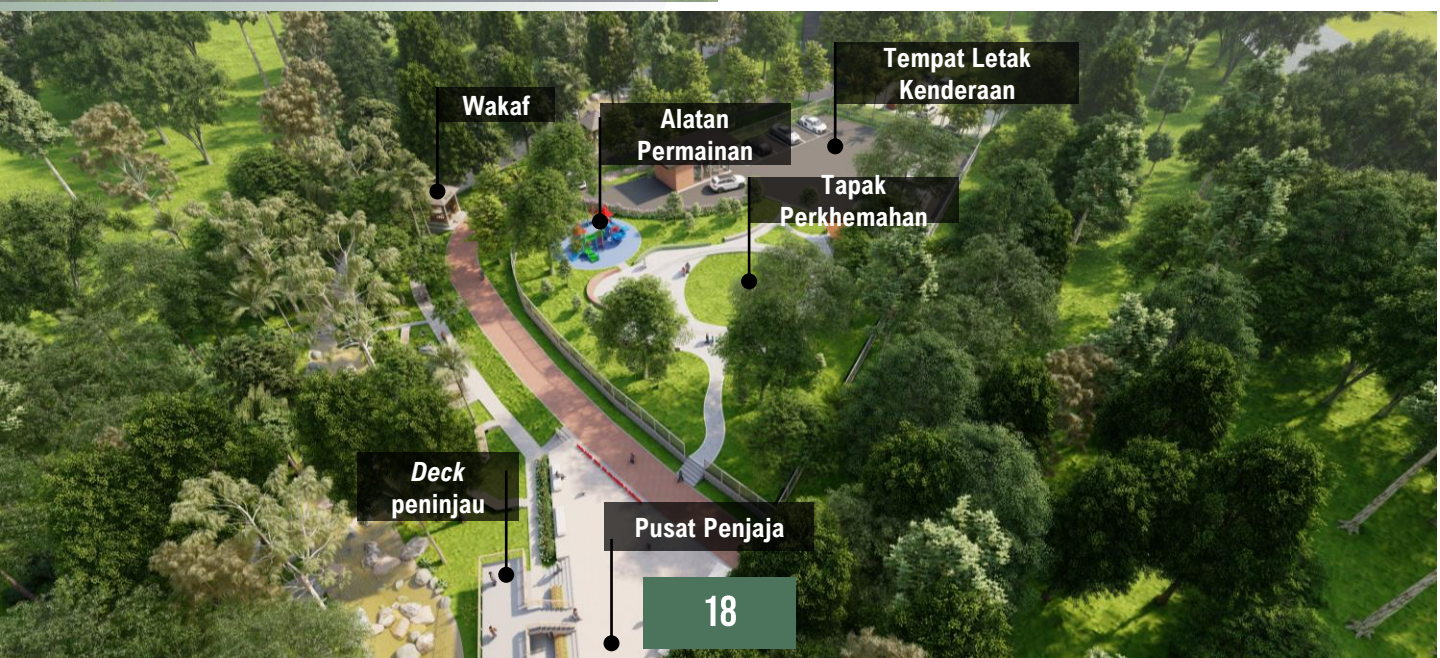 Tempat Letak
Kenderaan
Wakaf
Alatan
Permainan
Tapak
Perkhemahan
Deck
peninjau
Pusat Penjaja
18